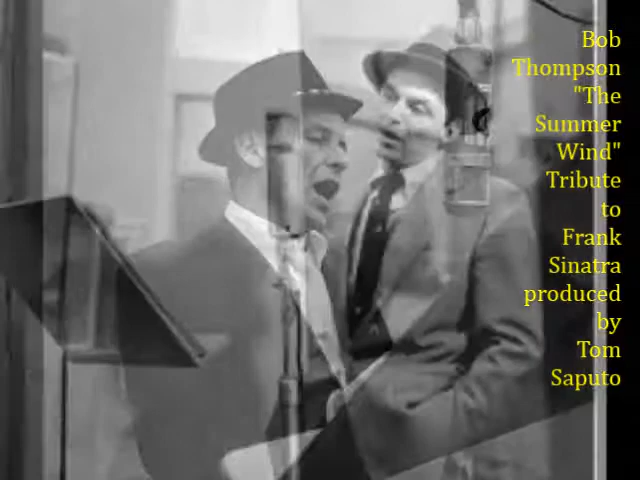 Bob
Thompson
"The
Summer
Wind"
Tribute
to
Frank
Sinatra
produced
by
Tom
Saputo